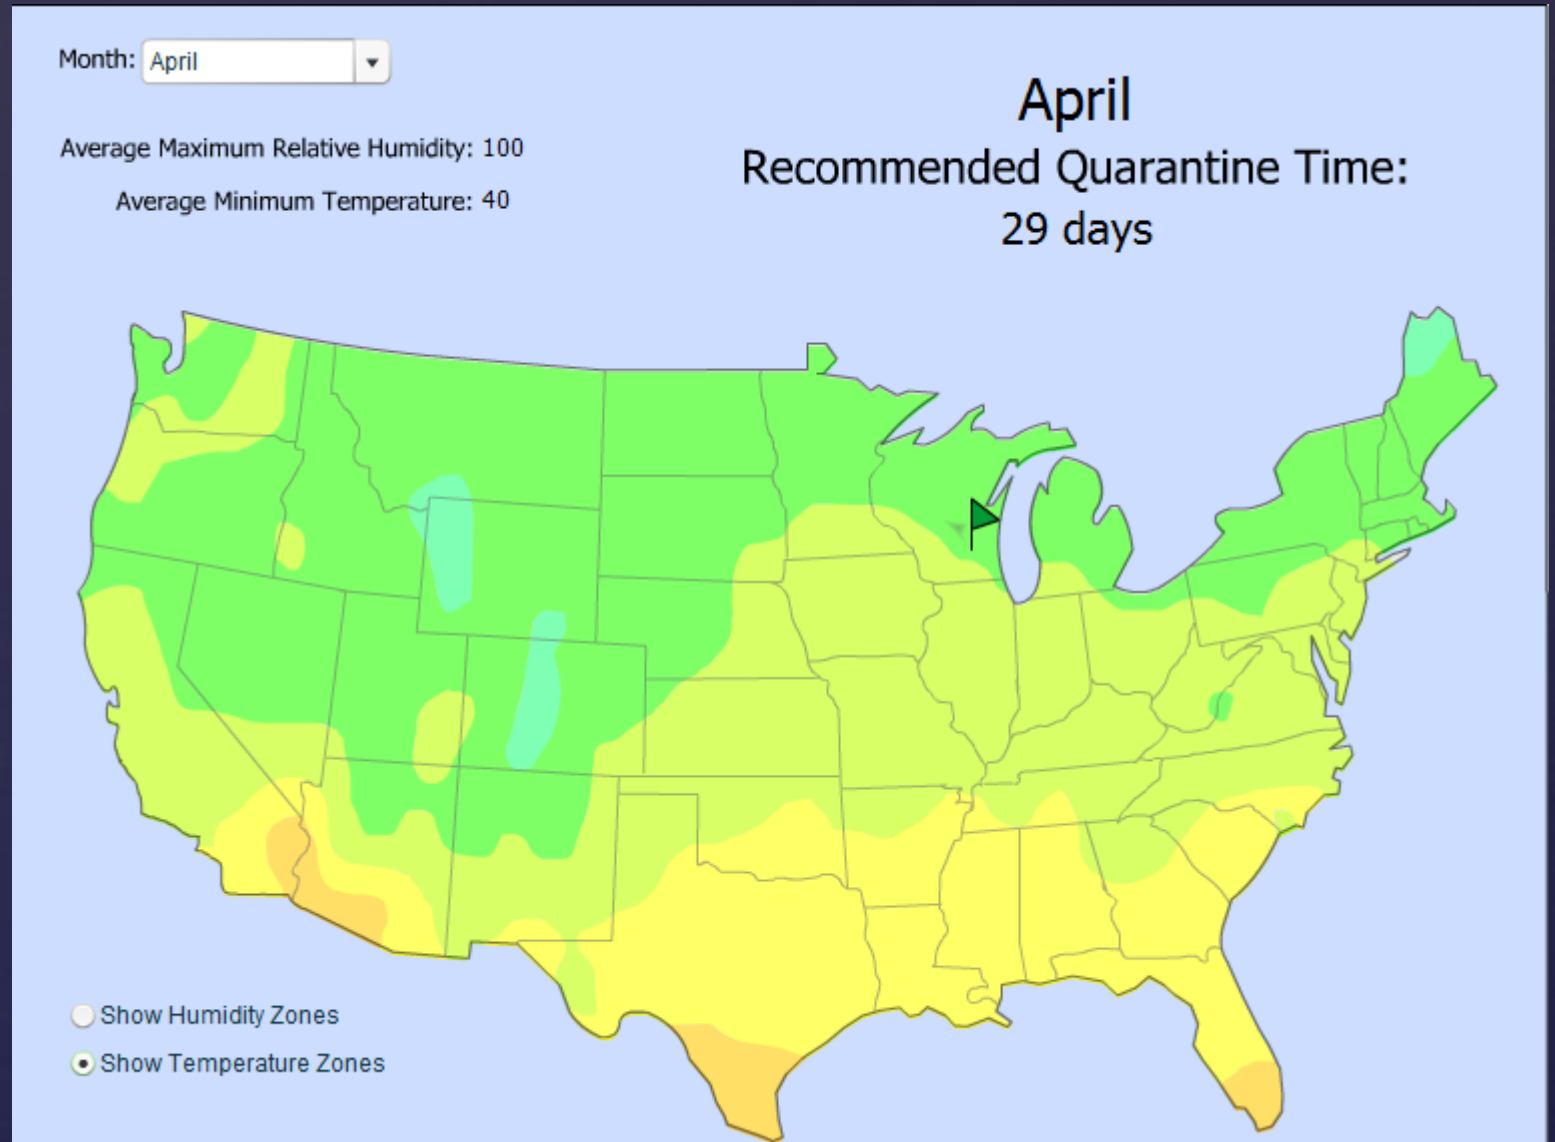 Month: April
Average Maximum Relative Humidity: 100
Average Minimum Temperature: 40
April
Recommended Quarantine Time:
29 days
Show Humidity Zones
Show Temperature Zones